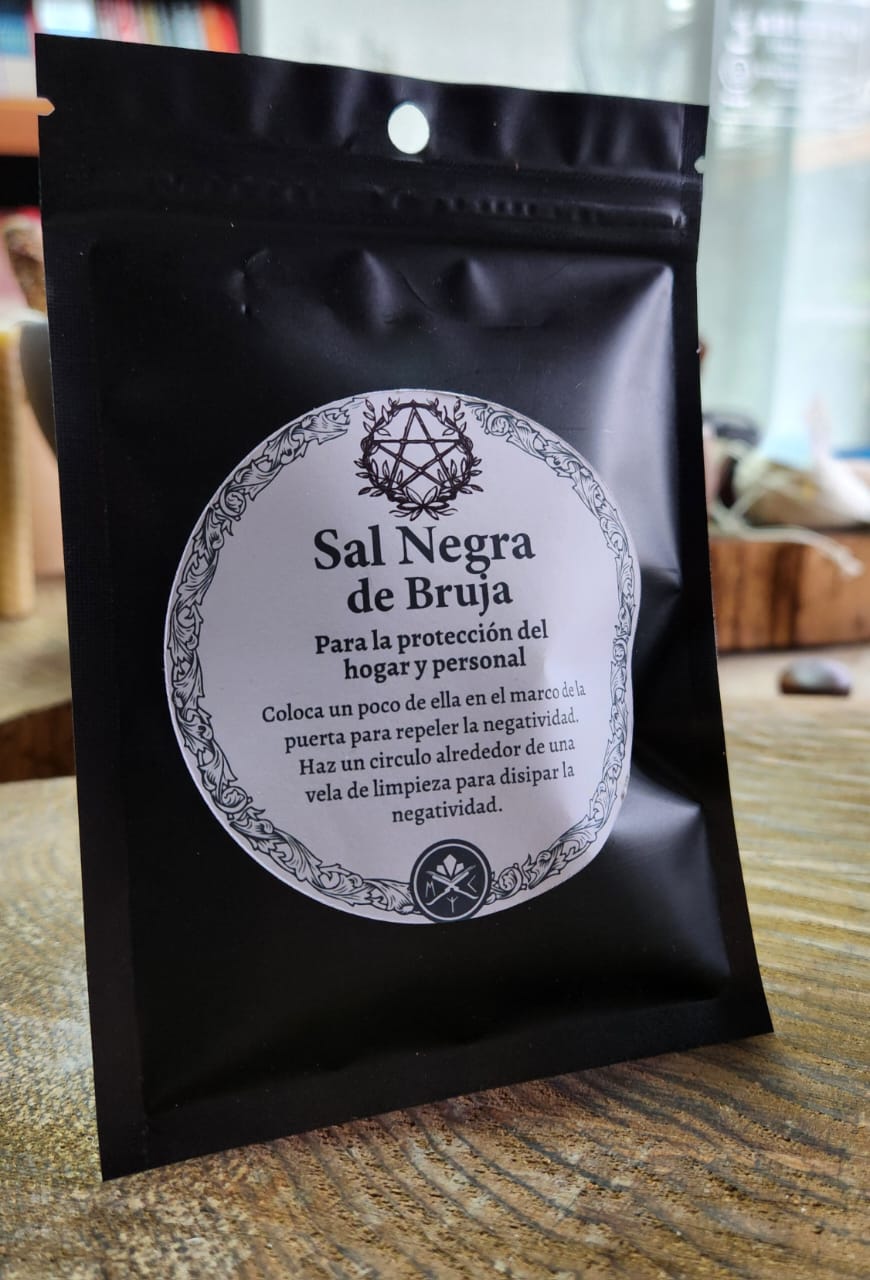 Sal Negra
de Bruja
Para la protección del
hogar y personal
Coloca un poco de ella en el marco de la
puerta para repeler la negatividad.
Haz un circulo alrededor de una
vela de limpieza para disipar la
negatividad.
M C